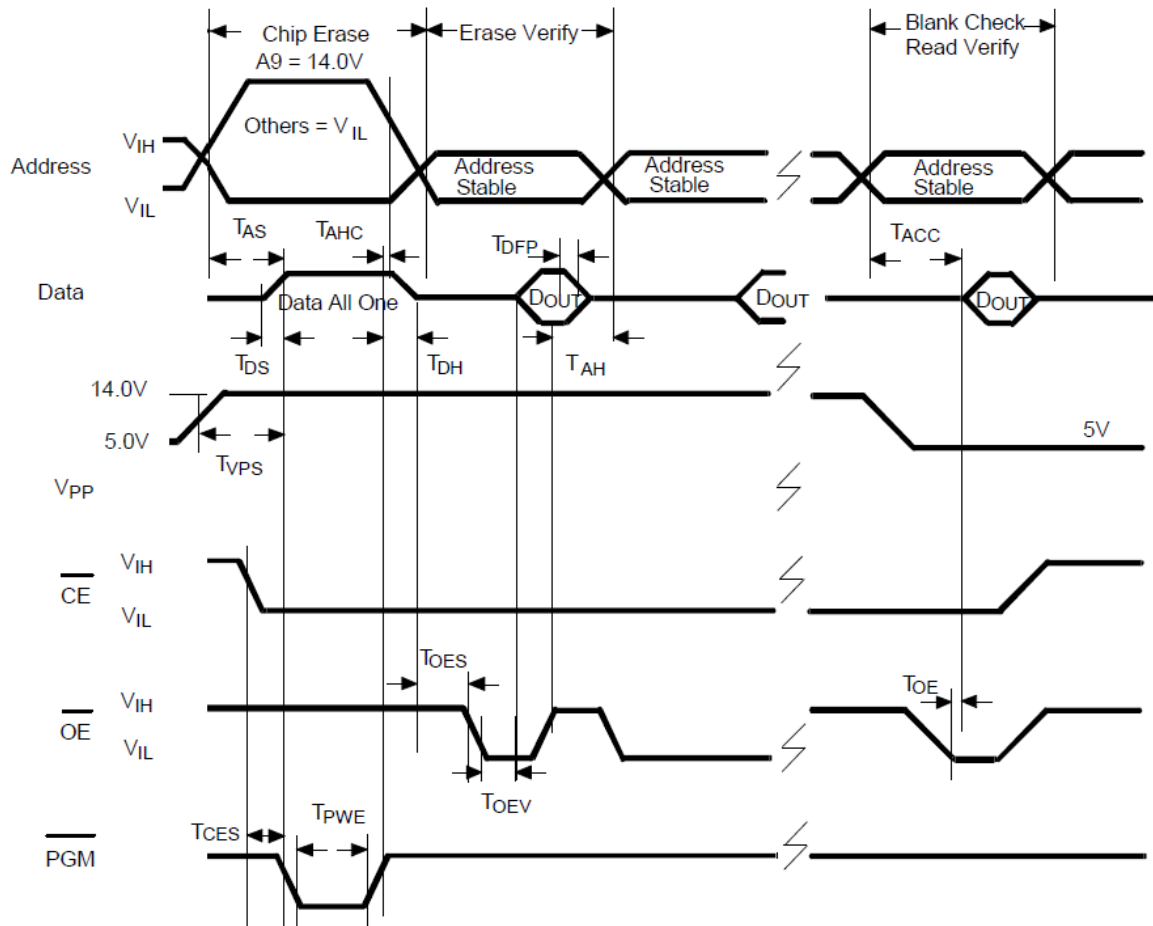 Chip Erase
A9 = 14.0V
Erase Verify
Blank Check
Read Verify
Others = VIL
VIH
Address
VIL
Address
Stable
Address
Stable
Address
Stable
TAS
TAHC
TDFP
TACC
Data
Data All One
DOUT
DOUT
DOUT
TDS
TDH
TAH
14.0V
5.0V
TVPS
5V
VPP
VIH
CE
VIL
TOES
TOE
VIH
OE
VIL
TOEV
TPWE
TCES
PGM